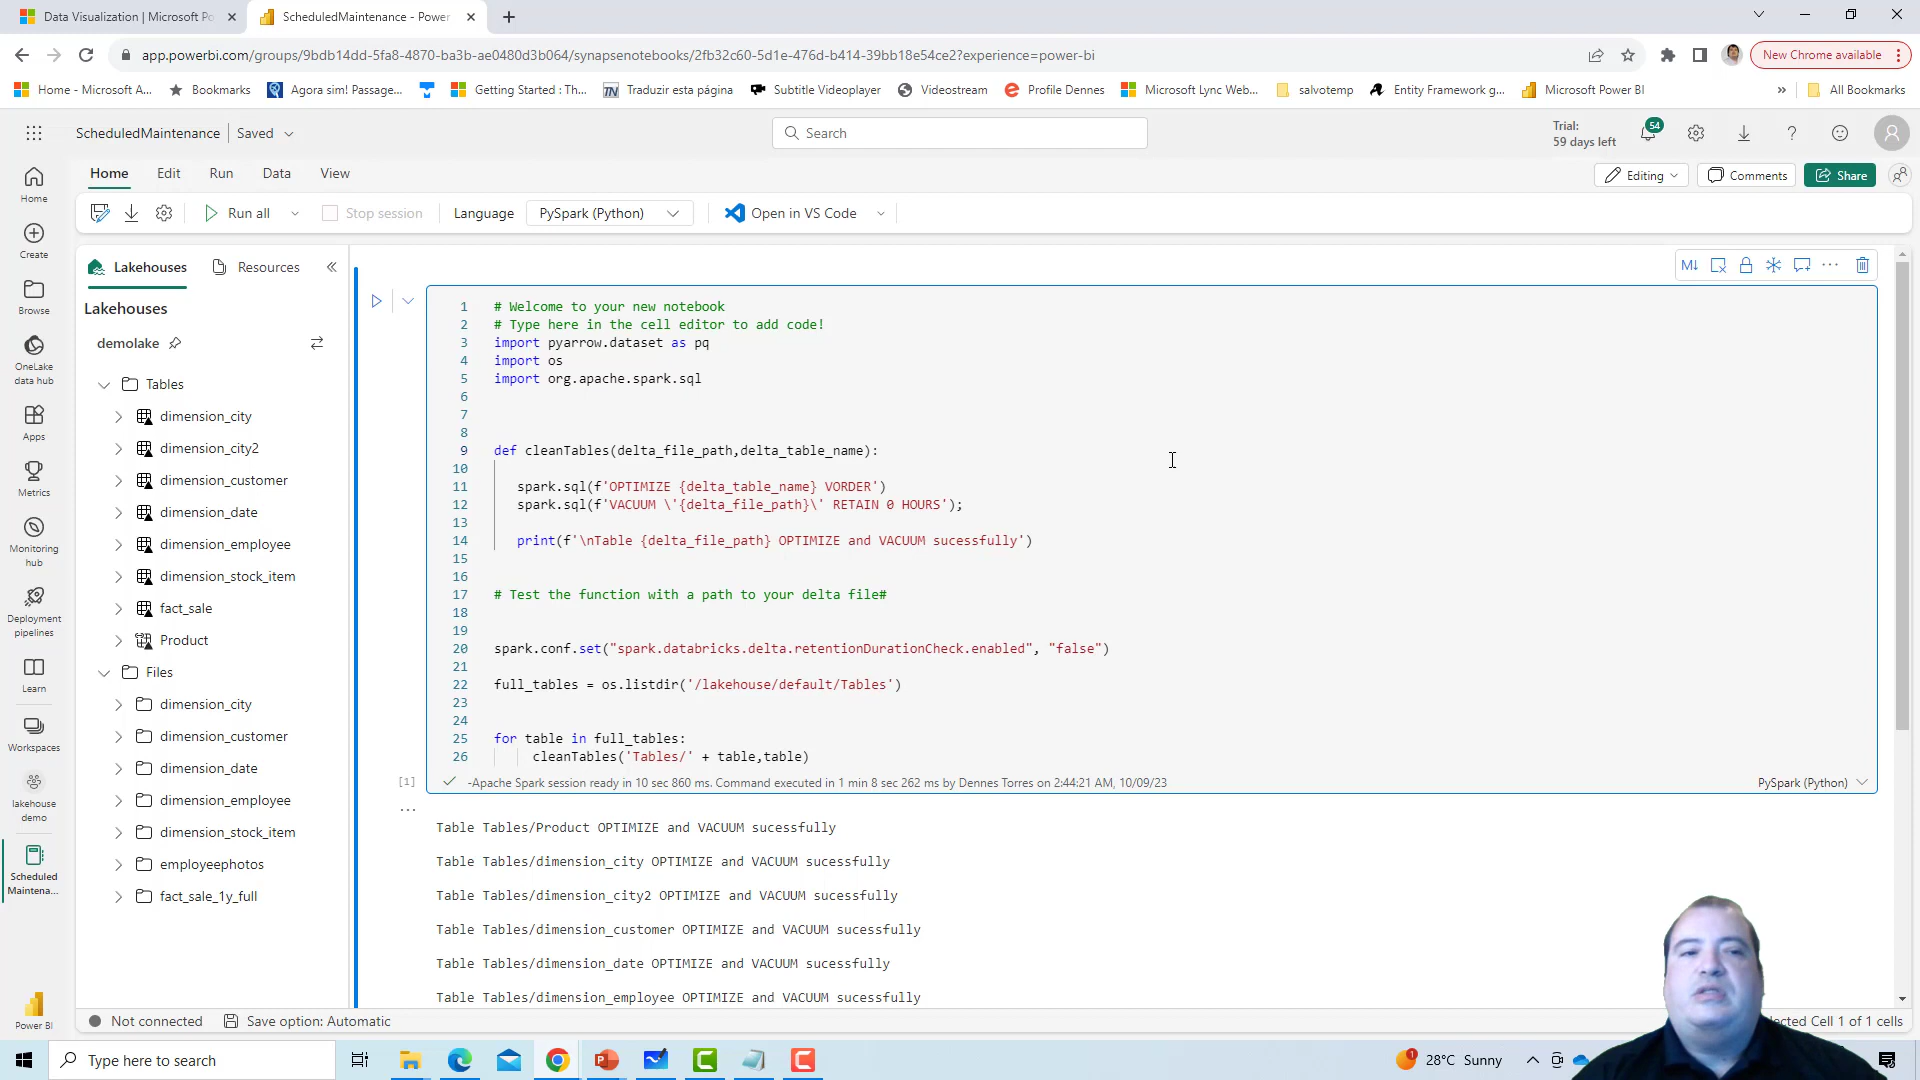 Data Visualization | Microsoft Po
ScheduledMaintenance - Power
app.powerbi.com/groups/9bdb14dd-5fa8-4870-ba3b-ae0480d3b064/synapsenotebooks/2fb32c60-5d1e-476d-b414-39bb18e54ce2?experience=power-bi
New Chrome available
Home - Microsoft A...
Bookmarks
Agora sim! Passage...
Getting Started : Th...
Traduzir esta página
Subtitle Videoplayer
Videostream
Profile Dennes
Microsoft Lync Web...
salvotemp
Entity Framework g...
Microsoft Power BI
All Bookmarks
ScheduledMaintenance
Saved
Search
Trial:
59 days left
54
Home
Edit
Run
Data
View
Editing
Comments
Share
Run all
Stop session
Language
PySpark (Python)
Open in VS Code
Home
Create
Browse
OneLake
data hub
Apps
Metrics
Monitoring
hub
Deployment
pipelines
Learn
Workspaces
lakehouse
demo
Scheduled
Maintena...
Power BI
Lakehouses
Resources
Lakehouses
demolake
Tables
dimension_city
dimension_city2
dimension_customer
dimension_date
dimension_employee
dimension_stock_item
fact_sale
Product
Files
dimension_city
dimension_customer
dimension_date
dimension_employee
dimension_stock_item
employeephotos
fact_sale_1y_full
M↓
1 # Welcome to your new notebook
2 # Type here in the cell editor to add code!
3 import pyarrow.dataset as pq
4 import os
5 import org.apache.spark.sql
6
7
8
9 def cleanTables(delta_file_path,delta_table_name):
10
11 spark.sql(f'OPTIMIZE {delta_table_name} VORDER')
12 spark.sql(f'VACUUM \'{delta_file_path}\' RETAIN 0 HOURS');
13
14 print(f'\nTable {delta_file_path} OPTIMIZE and VACUUM sucessfully')
15
16
17 # Test the function with a path to your delta file#
18
19
20 spark.conf.set("spark.databricks.delta.retentionDurationCheck.enabled", "false")
21
22 full_tables = os.listdir('/lakehouse/default/Tables')
23
24
25 for table in full_tables:
26 cleanTables('Tables/' + table,table)
[1]
-Apache Spark session ready in 10 sec 860 ms. Command executed in 1 min 8 sec 262 ms by Dennes Torres on 2:44:21 AM, 10/09/23
PySpark (Python)
Table Tables/Product OPTIMIZE and VACUUM sucessfully
Table Tables/dimension_city OPTIMIZE and VACUUM sucessfully
Table Tables/dimension_city2 OPTIMIZE and VACUUM sucessfully
Table Tables/dimension_customer OPTIMIZE and VACUUM sucessfully
Table Tables/dimension_date OPTIMIZE and VACUUM sucessfully
Table Tables/dimension_employee OPTIMIZE and VACUUM sucessfully
Not connected
Save option: Automatic
Cell 1 of 1 cells
Type here to search
28°C Sunny